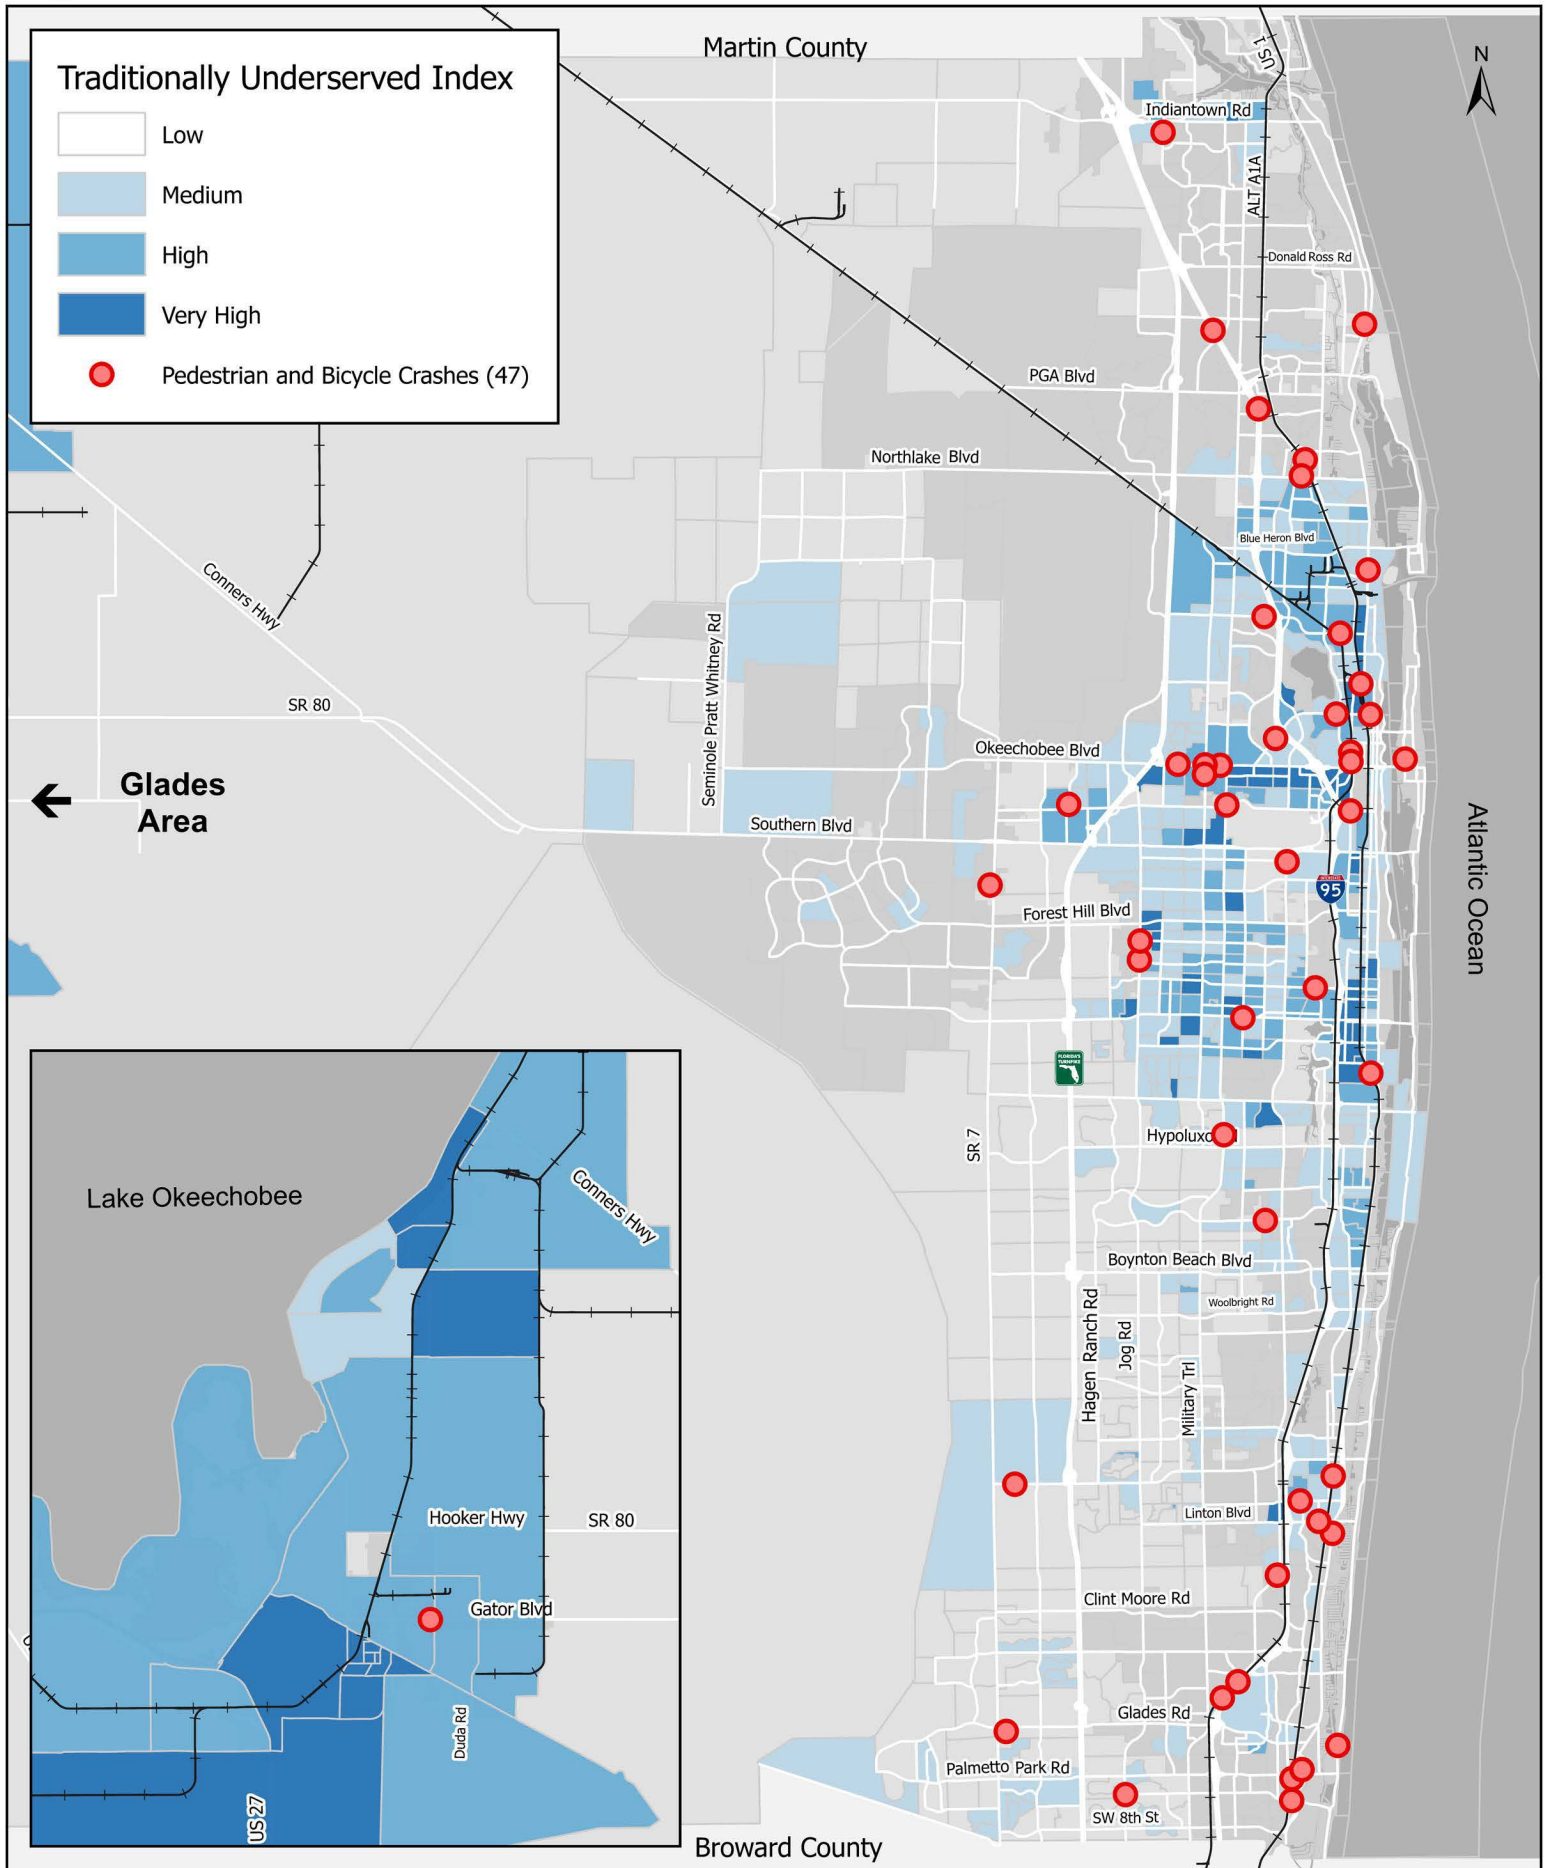 Martin County
Traditionally Underserved Index
Low
Medium
High
Very High
Pedestrian and Bicycle Crashes (47)
N
US 1
Indiantown Rd
ALT A1A
Donald Ross Rd
PGA Blvd
Northlake Blvd
Blue Heron Blvd
Conners Hwy
SR 80
Seminole Pratt Whitney Rd
Okeechobee Blvd
Glades
Area
Southern Blvd
Atlantic Ocean
INTERSTATE
95
Forest Hill Blvd
FLORIDA'S
TURNPIKE
SR 7
Hypoluxo
Lake Okeechobee
Conners Hwy
Boynton Beach Blvd
Woolbright Rd
Hagen Ranch Rd
Jog Rd
Military Trl
Hooker Hwy
SR 80
Linton Blvd
Clint Moore Rd
Gator Blvd
Duda Rd
Glades Rd
Palmetto Park Rd
US 27
SW 8th St
Broward County